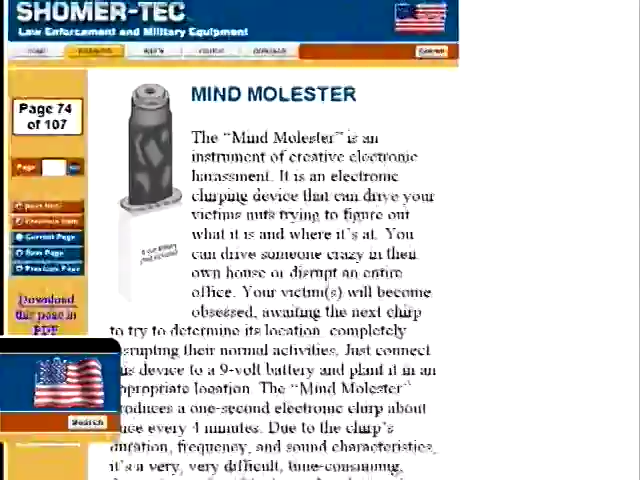 SHOMER-TEC
Law Enforcement and Military Equipment
Page 74
of 107
Page
Current Page
Previous Page
Download
this page in
PDF
Search
MIND MOLESTER
The “Mind Molester” is an
instrument of creative electronic
harassment. It is an electronic
chirping device that can drive your
victims nuts trying to figure out
what it is and where it’s at. You
can drive someone crazy in their
own house or disrupt an entire
office. Your victim(s) will become
obsessed, awaiting the next chirp
to try to determine its location, completely
disrupting their normal activities. Just connect
this device to a 9-volt battery and plant it in an
appropriate location. The “Mind Molester”
produces a one-second electronic chirp about
once every 4 minutes. Due to the chirp’s
duration, frequency, and sound characteristics,
it’s a very, very difficult, time-consuming,